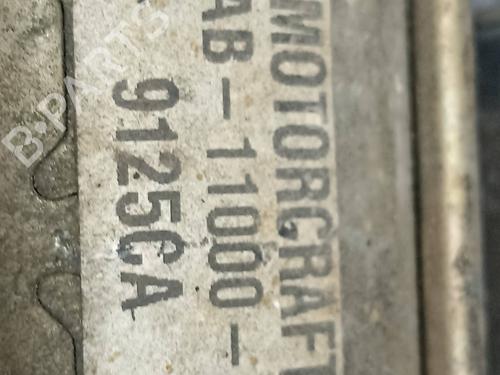 MOTORCRAFT
AB-11000-
9125CA
B-PARTS